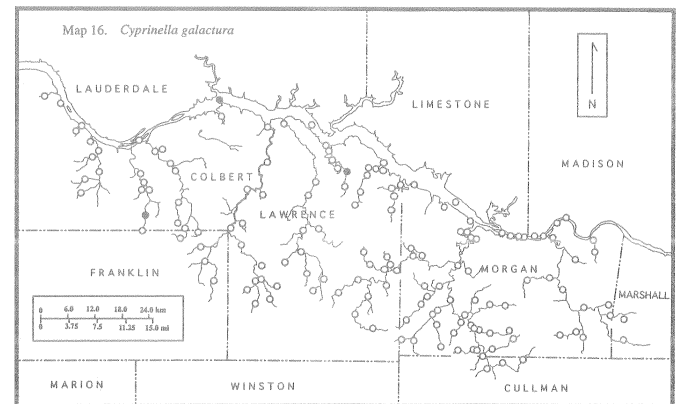 Map 16. Cyprinella galactura
LAUDERDALE
LIMESTONE
N
MADISON
COLBERT
LAWRENCE
FRANKLIN
MORGAN
MARSHALL
0 6.0 12.0 18.0 24.0 km
0 3.75 7.5 11.25 15.0 mi
MARION
WINSTON
CULLMAN